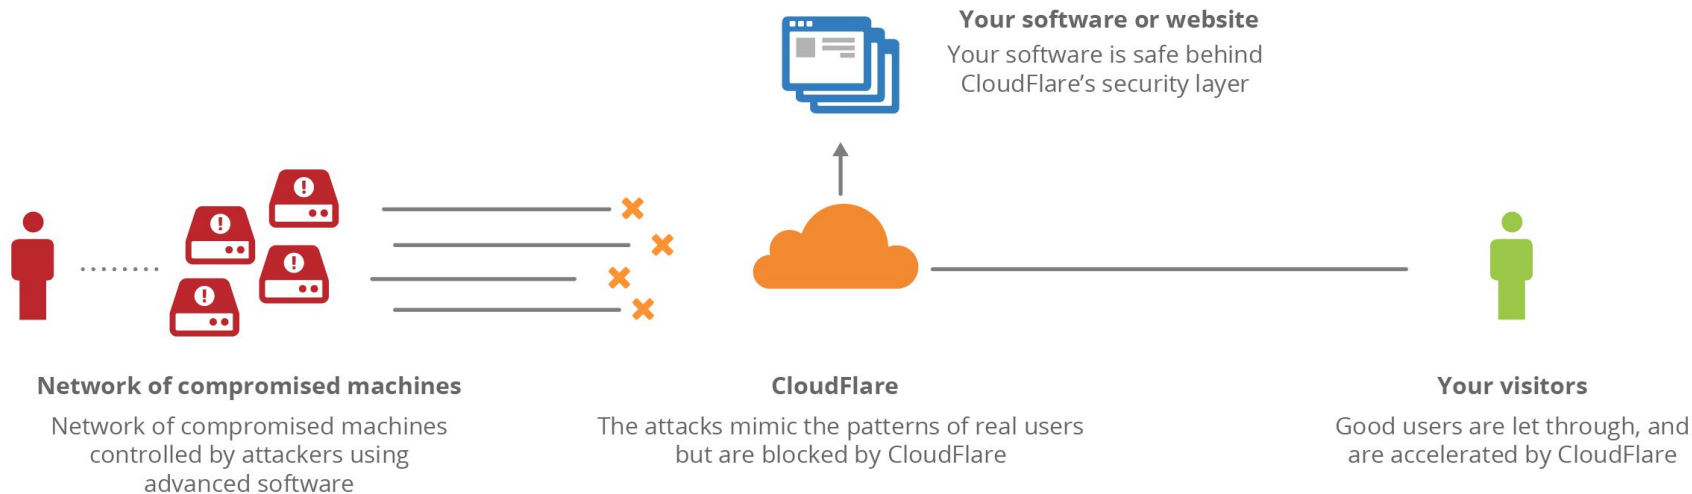 Your software or website
Your software is safe behind
CloudFlare’s security layer
Network of compromised machines
Network of compromised machines
controlled by attackers using
advanced software
CloudFlare
The attacks mimic the patterns of real users
but are blocked by CloudFlare
Your visitors
Good users are let through, and
are accelerated by CloudFlare